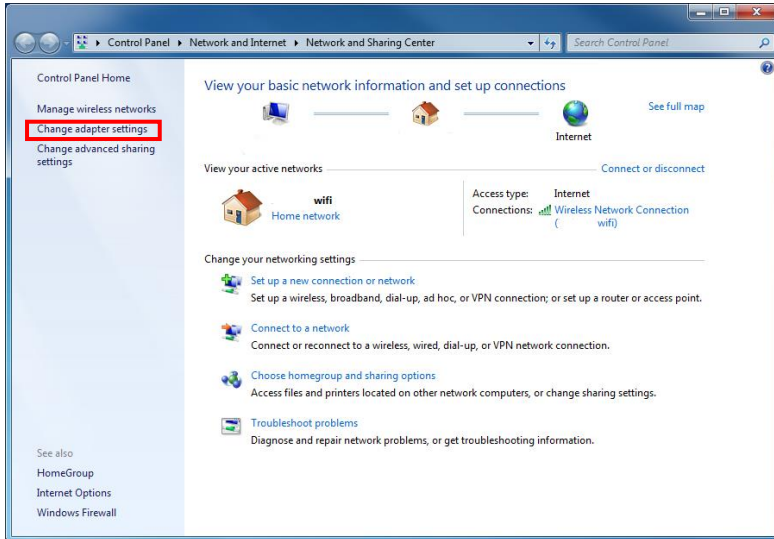 Control Panel ▸ Network and Internet ▸ Network and Sharing Center
Search Control Panel
Control Panel Home
Manage wireless networks
Change adapter settings
Change advanced sharing
settings
See also
HomeGroup
Internet Options
Windows Firewall
View your basic network information and set up connections
See full map
Internet
View your active networks
Connect or disconnect
wifi
Home network
Access type: Internet
Connections: Wireless Network Connection
( wifi)
Change your networking settings
Set up a new connection or network
Set up a wireless, broadband, dial-up, ad hoc, or VPN connection; or set up a router or access point.
Connect to a network
Connect or reconnect to a wireless, wired, dial-up, or VPN network connection.
Choose homegroup and sharing options
Access files and printers located on other network computers, or change sharing settings.
Troubleshoot problems
Diagnose and repair network problems, or get troubleshooting information.